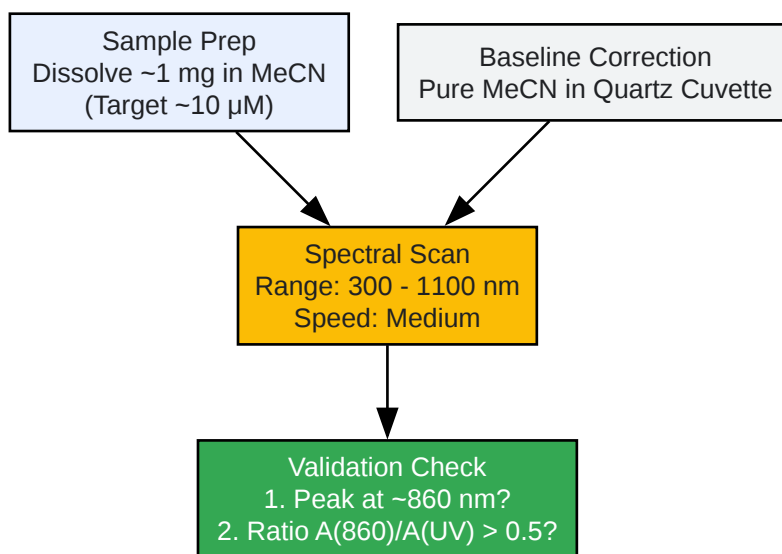 Sample Prep
Dissolve ~1 mg in MeCN
(Target ~10 μM)
Baseline Correction
Pure MeCN in Quartz Cuvette
Spectral Scan
Range: 300 - 1100 nm
Speed: Medium
Validation Check
1. Peak at ~860 nm?
2. Ratio A(860)/A(UV) > 0.5?